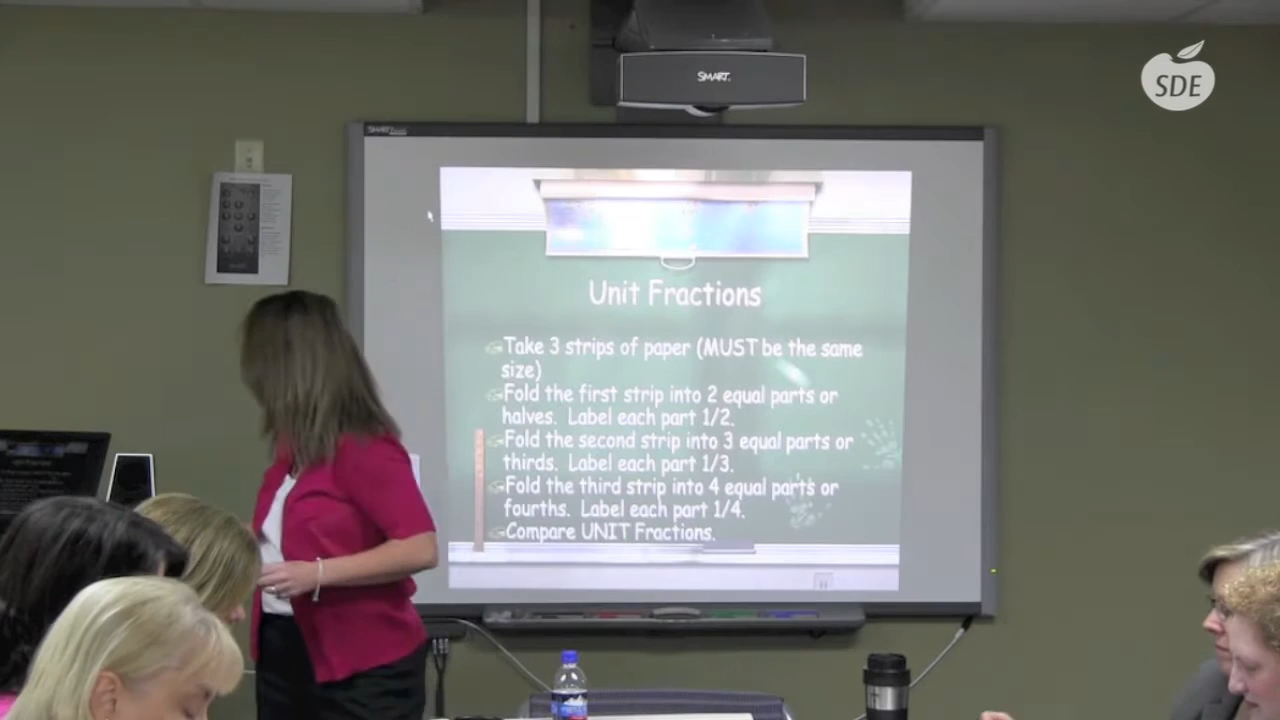 SDE
SMART
SMART
Unit Fractions
Take 3 strips of paper (MUST be the same
size)
Fold the first strip into 2 equal parts or
halves. Label each part 1/2.
Fold the second strip into 3 equal parts or
thirds. Label each part 1/3.
Fold the third strip into 4 equal parts or
fourths. Label each part 1/4.
Compare UNIT Fractions.